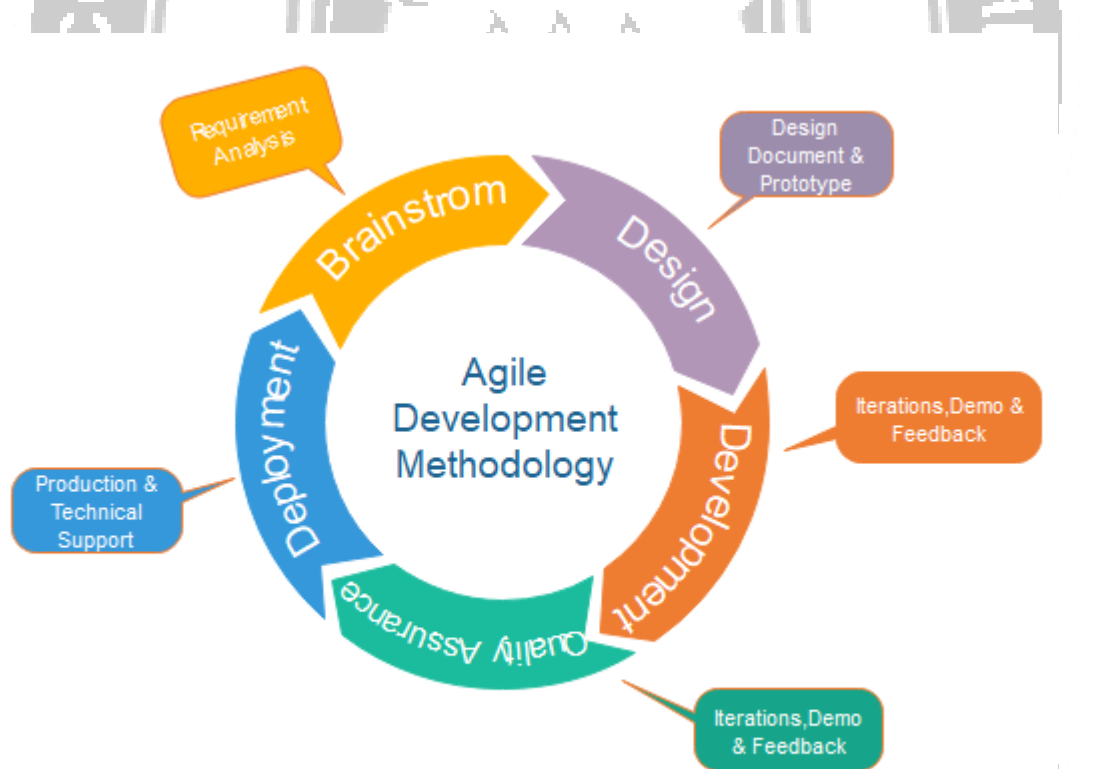 Requirement
Analysis
Brainstrom
Design
Document &
Prototype
Design
Agile
Development
Methodology
Iterations,Demo &
Feedback
Development
Deployment
Production &
Technical
Support
Quality Assurance
Iterations,Demo
& Feedback